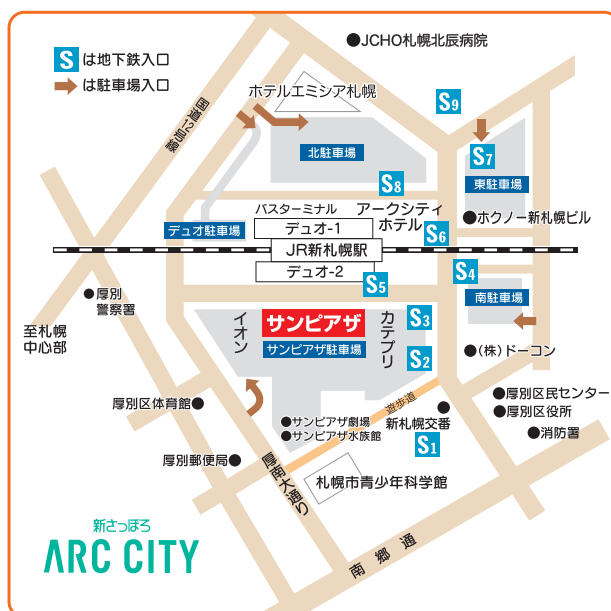 S は地下鉄入口
は駐車場入口
JCHO札幌北辰病院
国道12号線
ホテルエミシア札幌
S9
北駐車場
S7
東駐車場
S8
バスターミナル
アークシティ
ホテル
デュオ駐車場
デュオ-1
S6
ホクノー新札幌ビル
JR新札幌駅
デュオ-2
S4
S5
南駐車場
厚別
警察署
至札幌
中心部
イオン
サンピアザ
サンピアザ駐車場
カテプリ
S3
S2
(株)ドーコン
厚別区体育館
遊歩道
新札幌交番
厚別区民センター
厚別区役所
消防署
サンピアザ劇場
サンピアザ水族館
S1
厚別郵便局
厚南大通り
札幌市青少年科学館
新さっぽろ
ARC CITY
南郷通